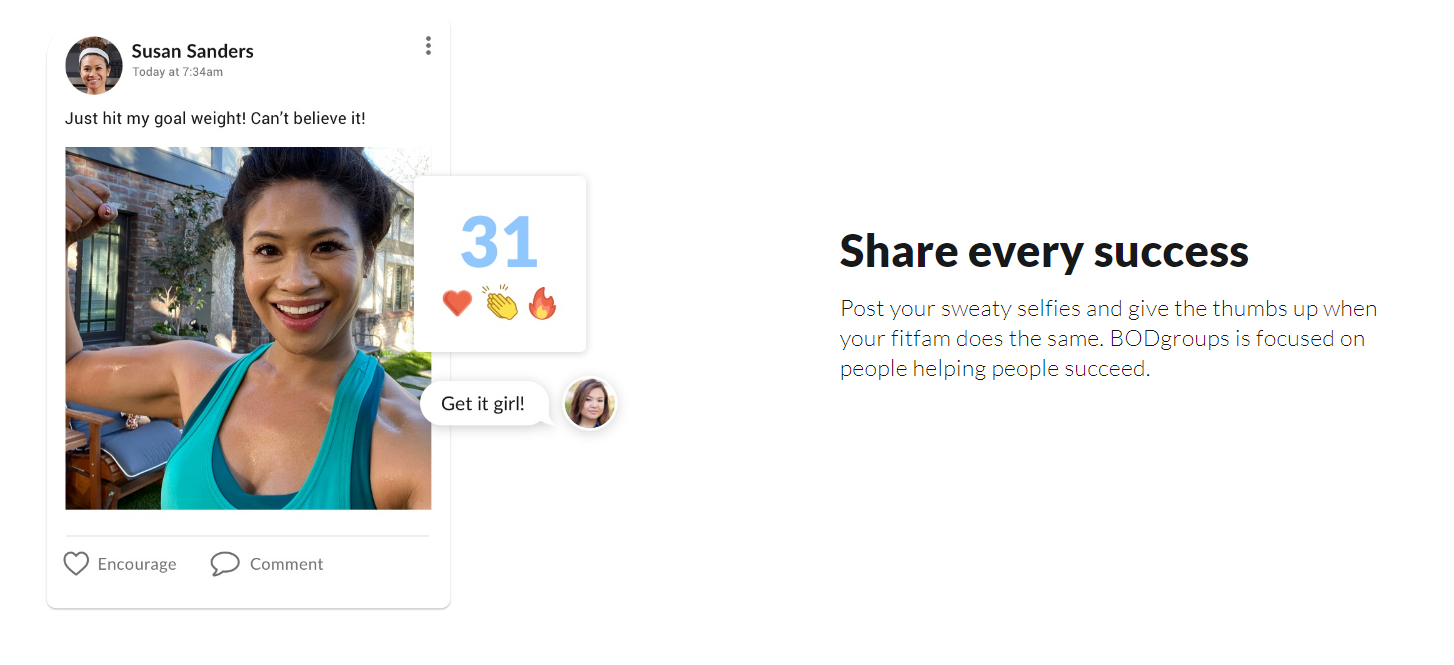 Susan Sanders
Today at 7:34am
Just hit my goal weight! Can’t believe it!
31
Get it girl!
Encourage
Comment
Share every success
Post your sweaty selfies and give the thumbs up when
your fitfam does the same. BODgroups is focused on
people helping people succeed.